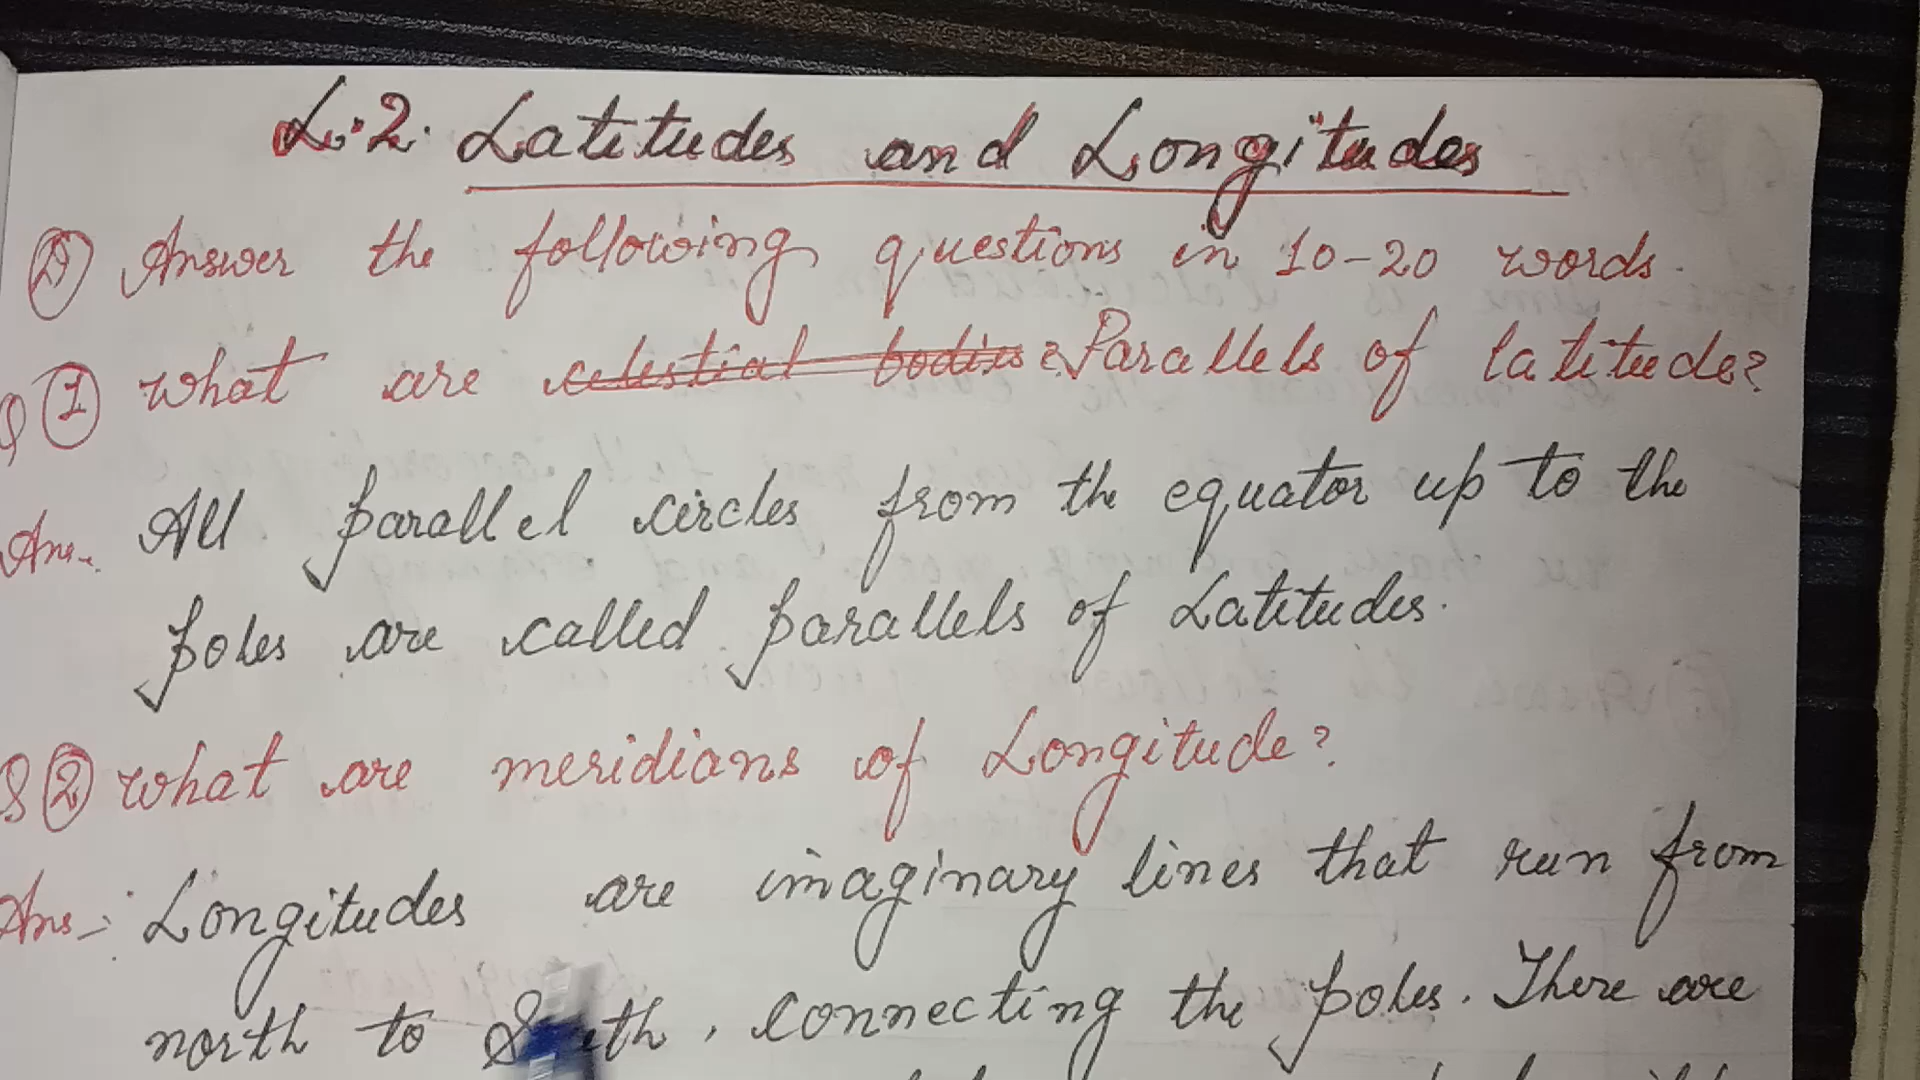 L.2. Latitudes and Longitudes
D Answer the following questions in 10-20 words.
Q 1 What are celestial bodies? Parallels of latitude?
Ans- All parallel circles from the equator up to the
poles are called parallels of Latitudes.
Q 2 What are meridians of Longitude?
Ans- Longitudes are imaginary lines that run from
north to South, connecting the poles. There are